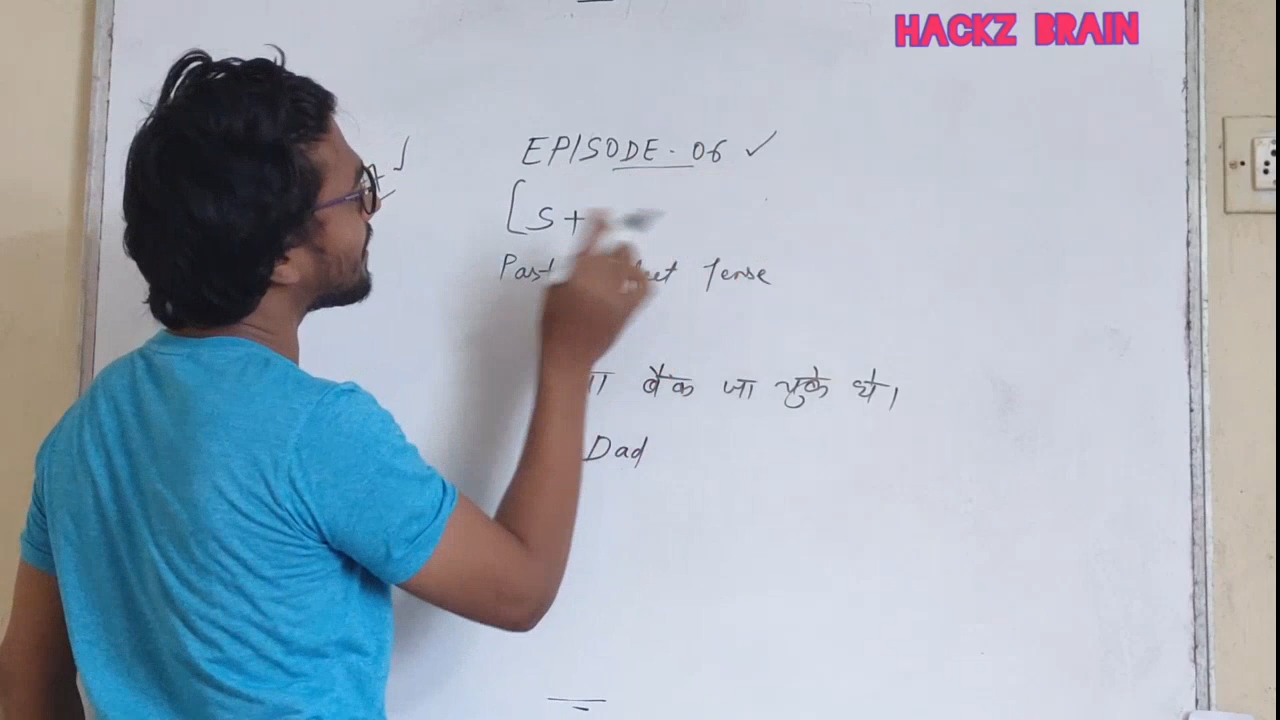 HACKZ BRAIN
EPISODE - 06 ✓
[S+
Past Tense
बैंक जा चुके थे।
Dad